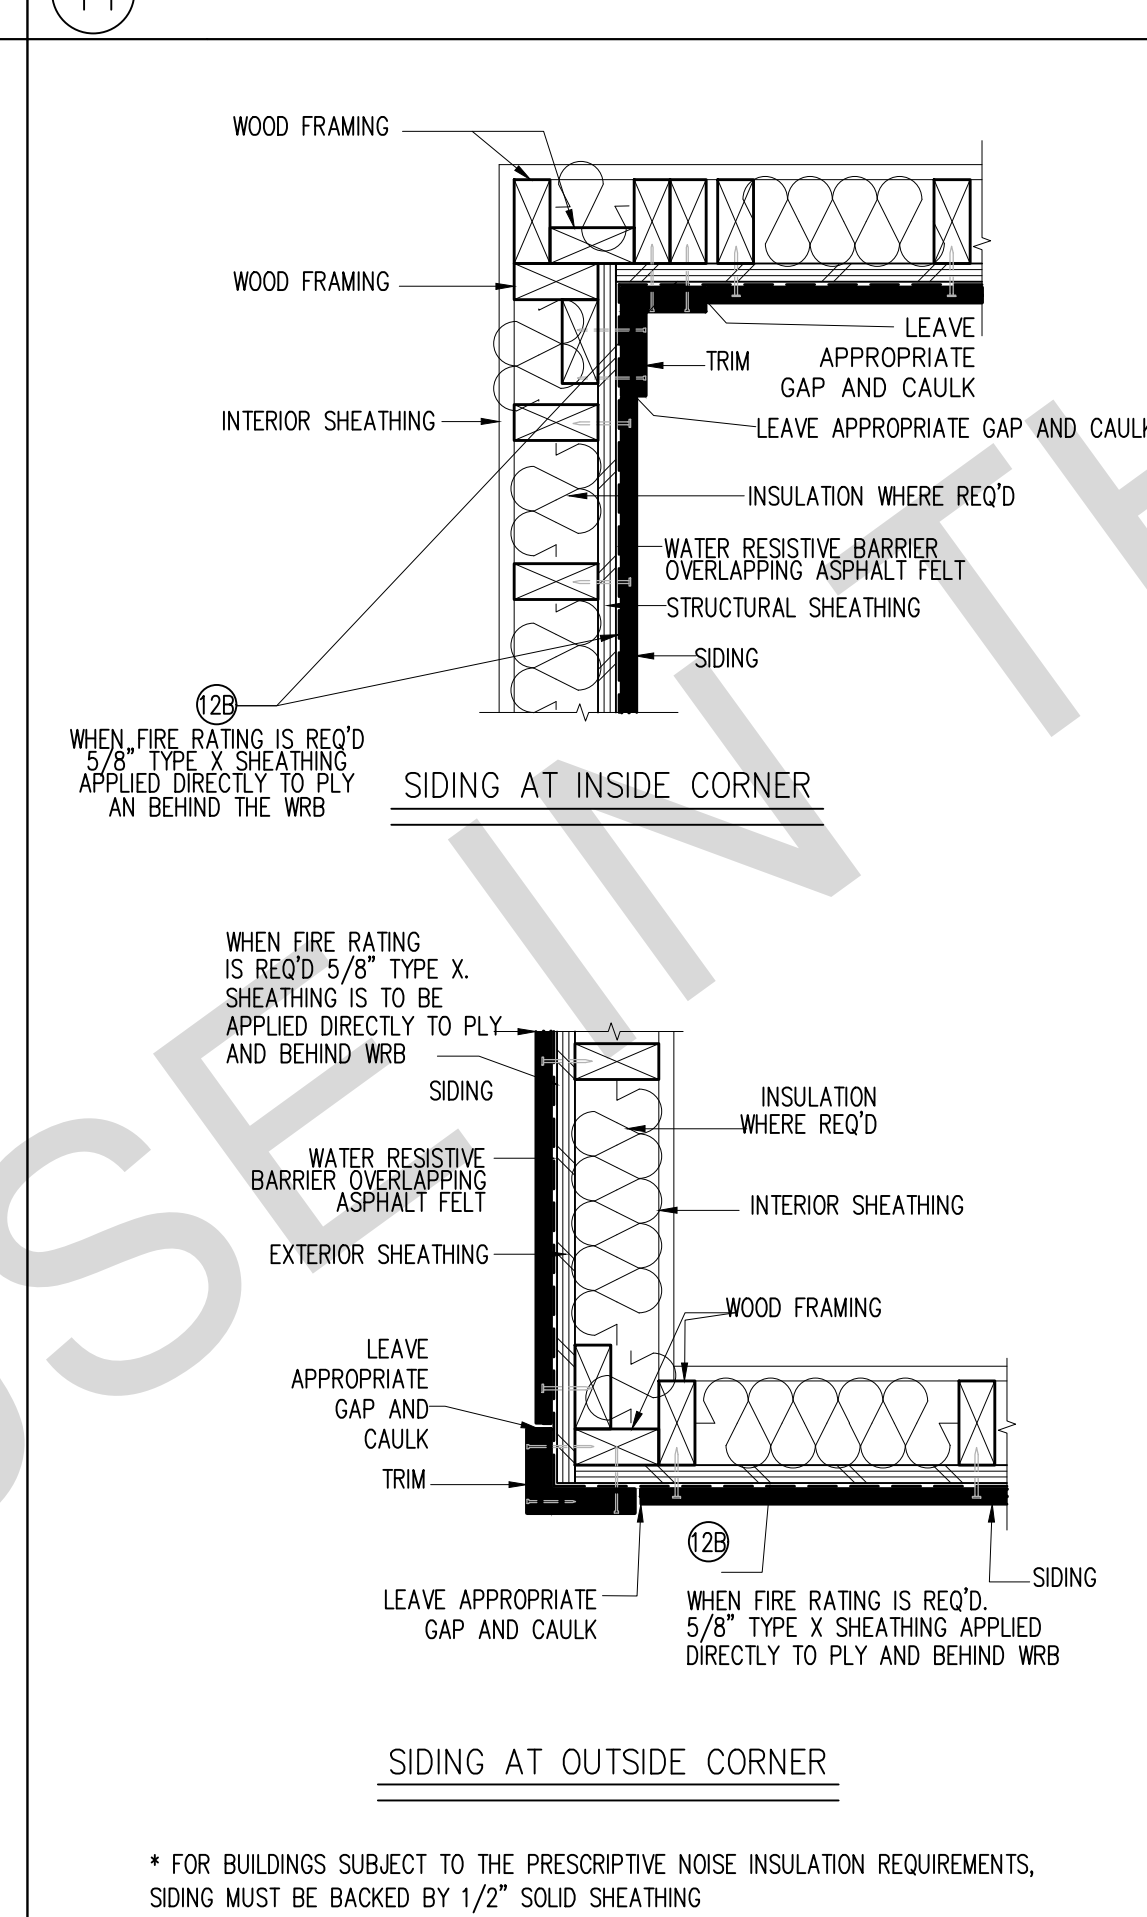 WOOD FRAMING
WOOD FRAMING
LEAVE
APPROPRIATE
GAP AND CAULK
TRIM
INTERIOR SHEATHING
LEAVE APPROPRIATE GAP AND CAULK
INSULATION WHERE REQ'D
WATER RESISTIVE BARRIER
OVERLAPPING ASPHALT FELT
STRUCTURAL SHEATHING
SIDING
12B
WHEN FIRE RATING IS REQ'D
5/8" TYPE X SHEATHING
APPLIED DIRECTLY TO PLY
AN BEHIND THE WRB
SIDING AT INSIDE CORNER
WHEN FIRE RATING
IS REQ'D 5/8" TYPE X.
SHEATHING IS TO BE
APPLIED DIRECTLY TO PLY
AND BEHIND WRB
SIDING
INSULATION
WHERE REQ'D
WATER RESISTIVE
BARRIER OVERLAPPING
ASPHALT FELT
INTERIOR SHEATHING
EXTERIOR SHEATHING
WOOD FRAMING
LEAVE
APPROPRIATE
GAP AND
CAULK
TRIM
12B
SIDING
LEAVE APPROPRIATE
GAP AND CAULK
WHEN FIRE RATING IS REQ'D.
5/8" TYPE X SHEATHING APPLIED
DIRECTLY TO PLY AND BEHIND WRB
SIDING AT OUTSIDE CORNER
* FOR BUILDINGS SUBJECT TO THE PRESCRIPTIVE NOISE INSULATION REQUIREMENTS,
SIDING MUST BE BACKED BY 1/2" SOLID SHEATHING